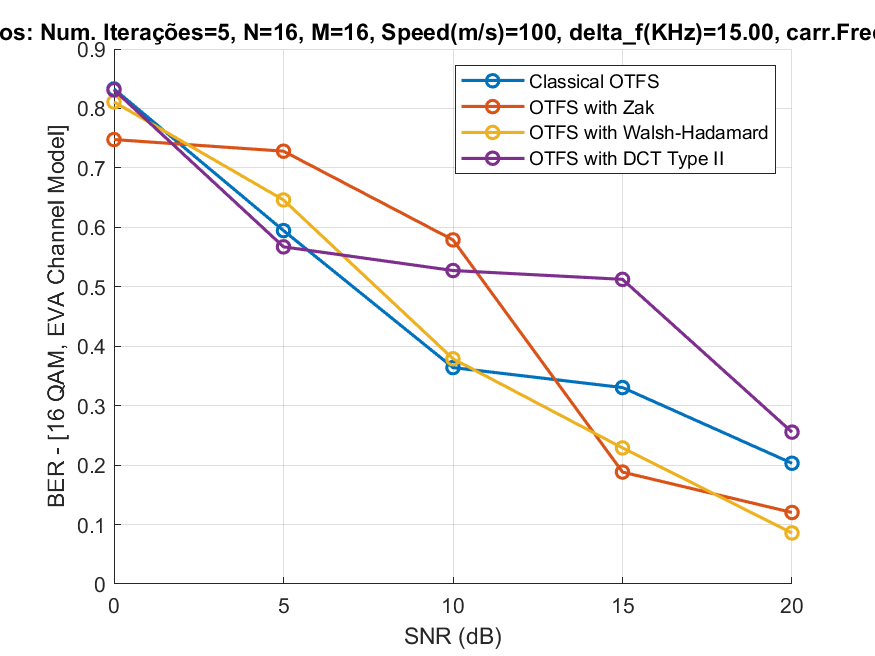 os: Num. Iterações=5, N=16, M=16, Speed(m/s)=100, delta_f(KHz)=15.00, carr.Fre
Classical OTFS
OTFS with Zak
OTFS with Walsh-Hadamard
OTFS with DCT Type II
BER - [16 QAM, EVA Channel Model]
0.9
0.8
0.7
0.6
0.5
0.4
0.3
0.2
0.1
0
0 5 10 15 20
SNR (dB)